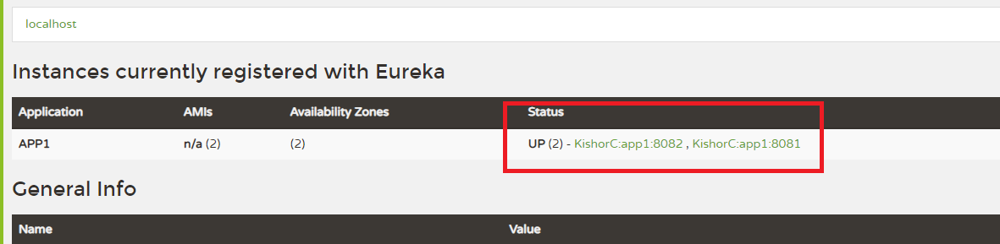 localhost
Instances currently registered with Eureka
Application AMIs Availability Zones Status
APP1 n/a (2) (2) UP (2) - KishorC:app1:8082 , KishorC:app1:8081
General Info
Name Value